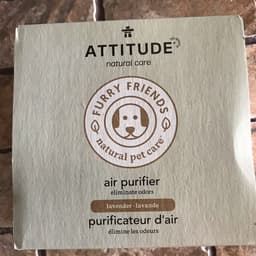 ATTITUDE
natural care
FURRY FRIENDS
natural pet care
air purifier
eliminate odors
lavender • lavande
purificateur d'air
élimine les odeurs